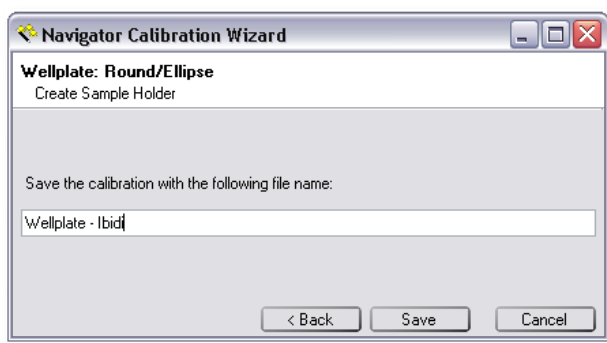 Navigator Calibration Wizard
Wellplate: Round/Ellipse
Create Sample Holder
Save the calibration with the following file name:
Wellplate - Ibidi
< Back Save Cancel